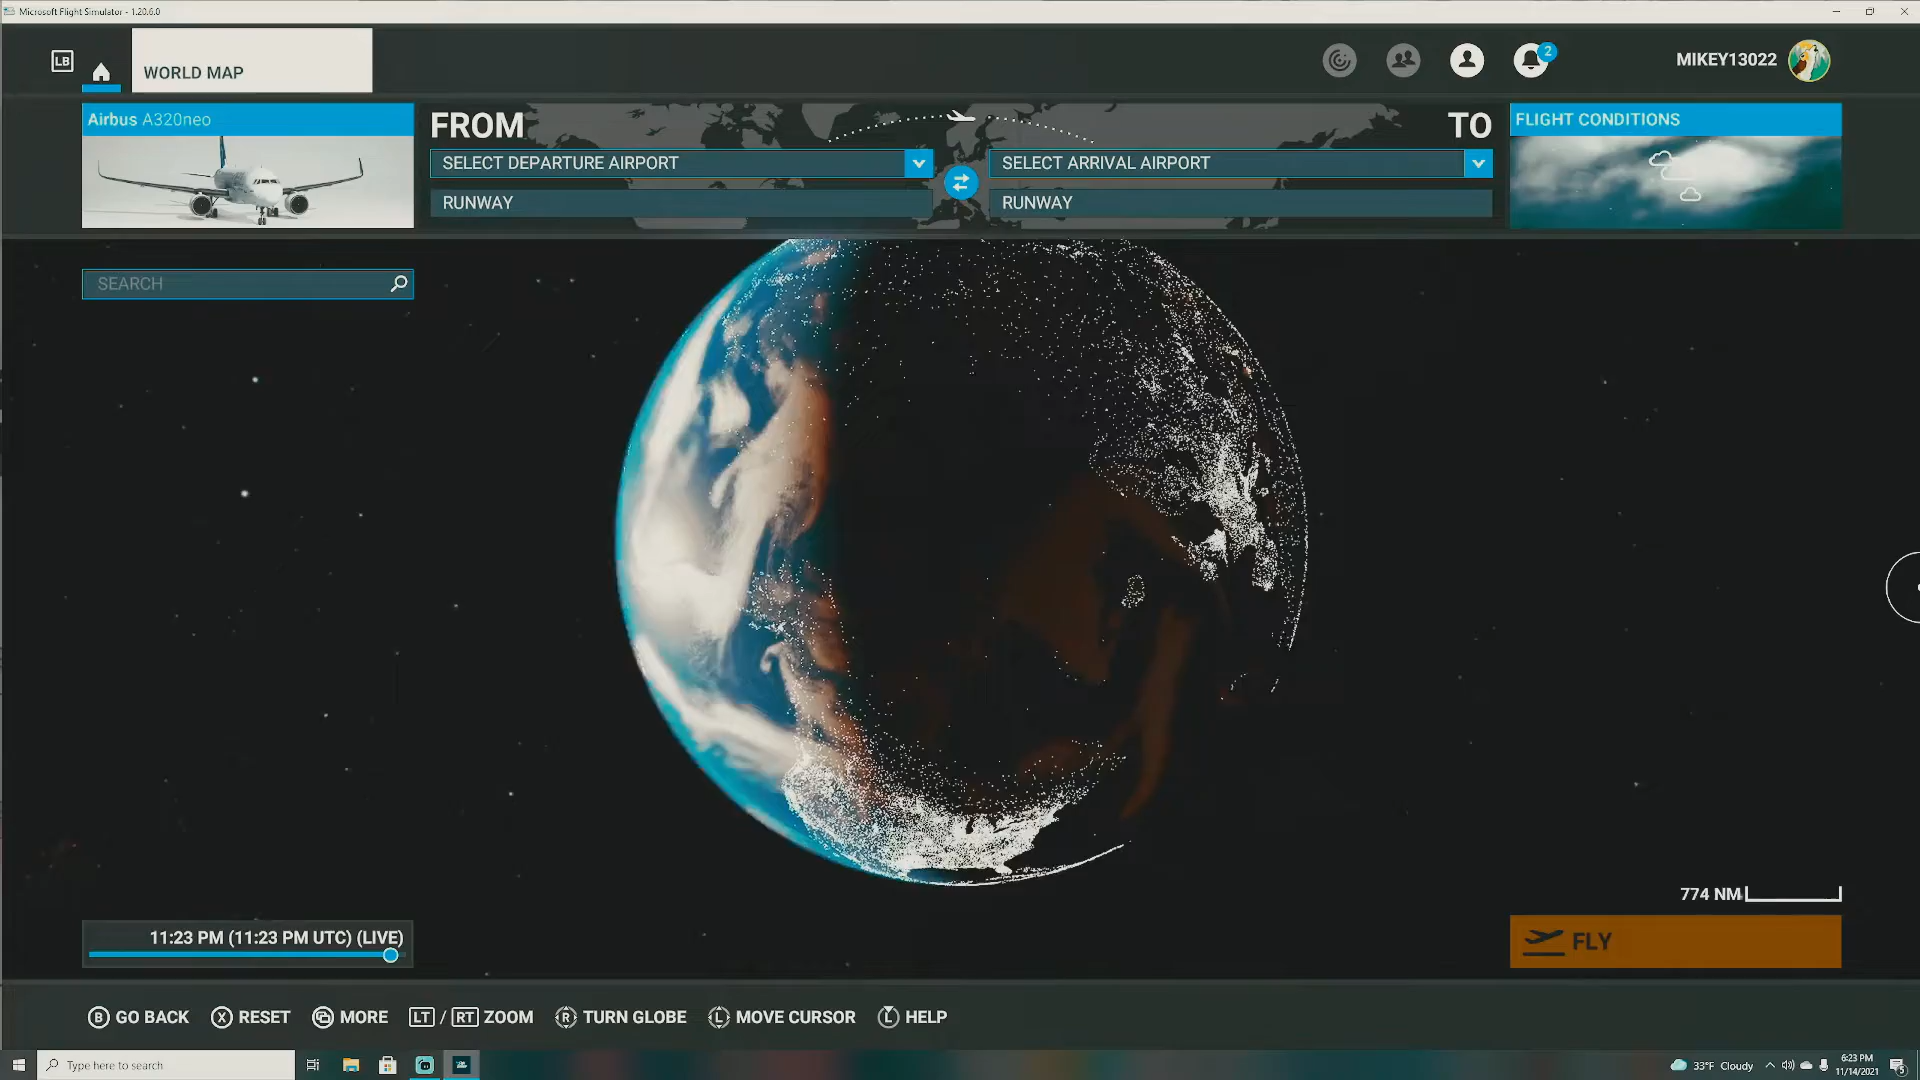 Microsoft Flight Simulator - 1.20.6.0
LB
WORLD MAP
2
MIKEY13022
Airbus A320neo
FROM
TO
FLIGHT CONDITIONS
SELECT DEPARTURE AIRPORT
SELECT ARRIVAL AIRPORT
RUNWAY
RUNWAY
SEARCH
774 NM
11:23 PM (11:23 PM UTC) (LIVE)
FLY
B GO BACK X RESET MORE LT / RT ZOOM R TURN GLOBE L MOVE CURSOR L HELP
Type here to search
33°F Cloudy
6:23 PM
11/14/2021
5